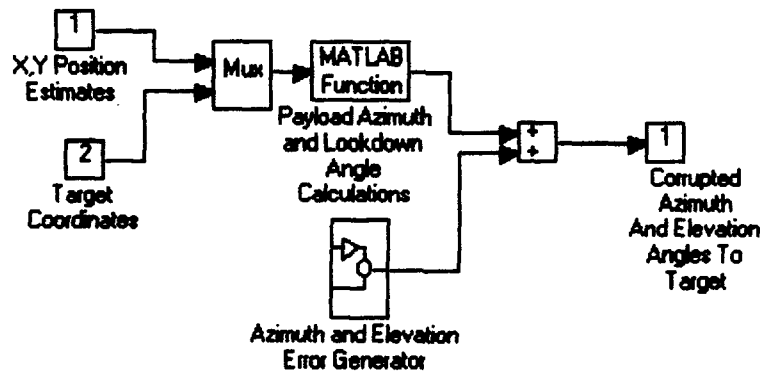 1
X,Y Position
Estimates
2
Target
Coordinates
Mux
MATLAB
Function
Payload Azimuth
and Lookdown
Angle
Calculations
+
+
Azimuth and Elevation
Error Generator
1
Corrupted
Azimuth
And Elevation
Angles To
Target